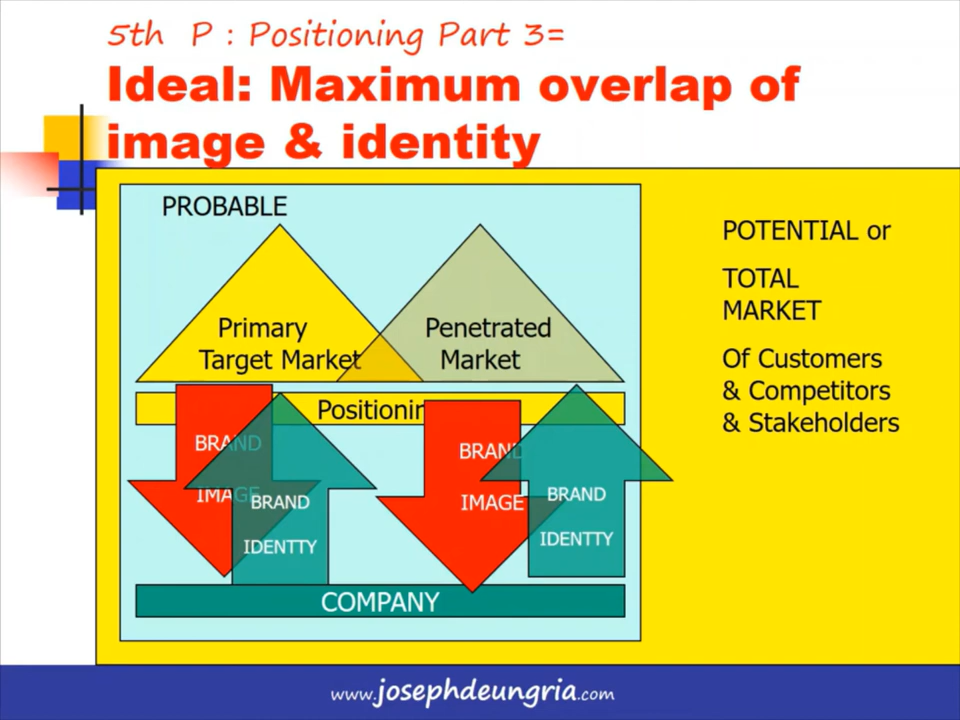 5th P : Positioning Part 3=
Ideal: Maximum overlap of
image & identity
PROBABLE
Primary
Target Market
Penetrated
Market
Positionin
BRAND
IMAGE
BRAND
IDENTTY
BRAND
IMAGE
BRAND
IDENTTY
COMPANY
POTENTIAL or
TOTAL
MARKET
Of Customers
& Competitors
& Stakeholders
www.josephdeungria.com